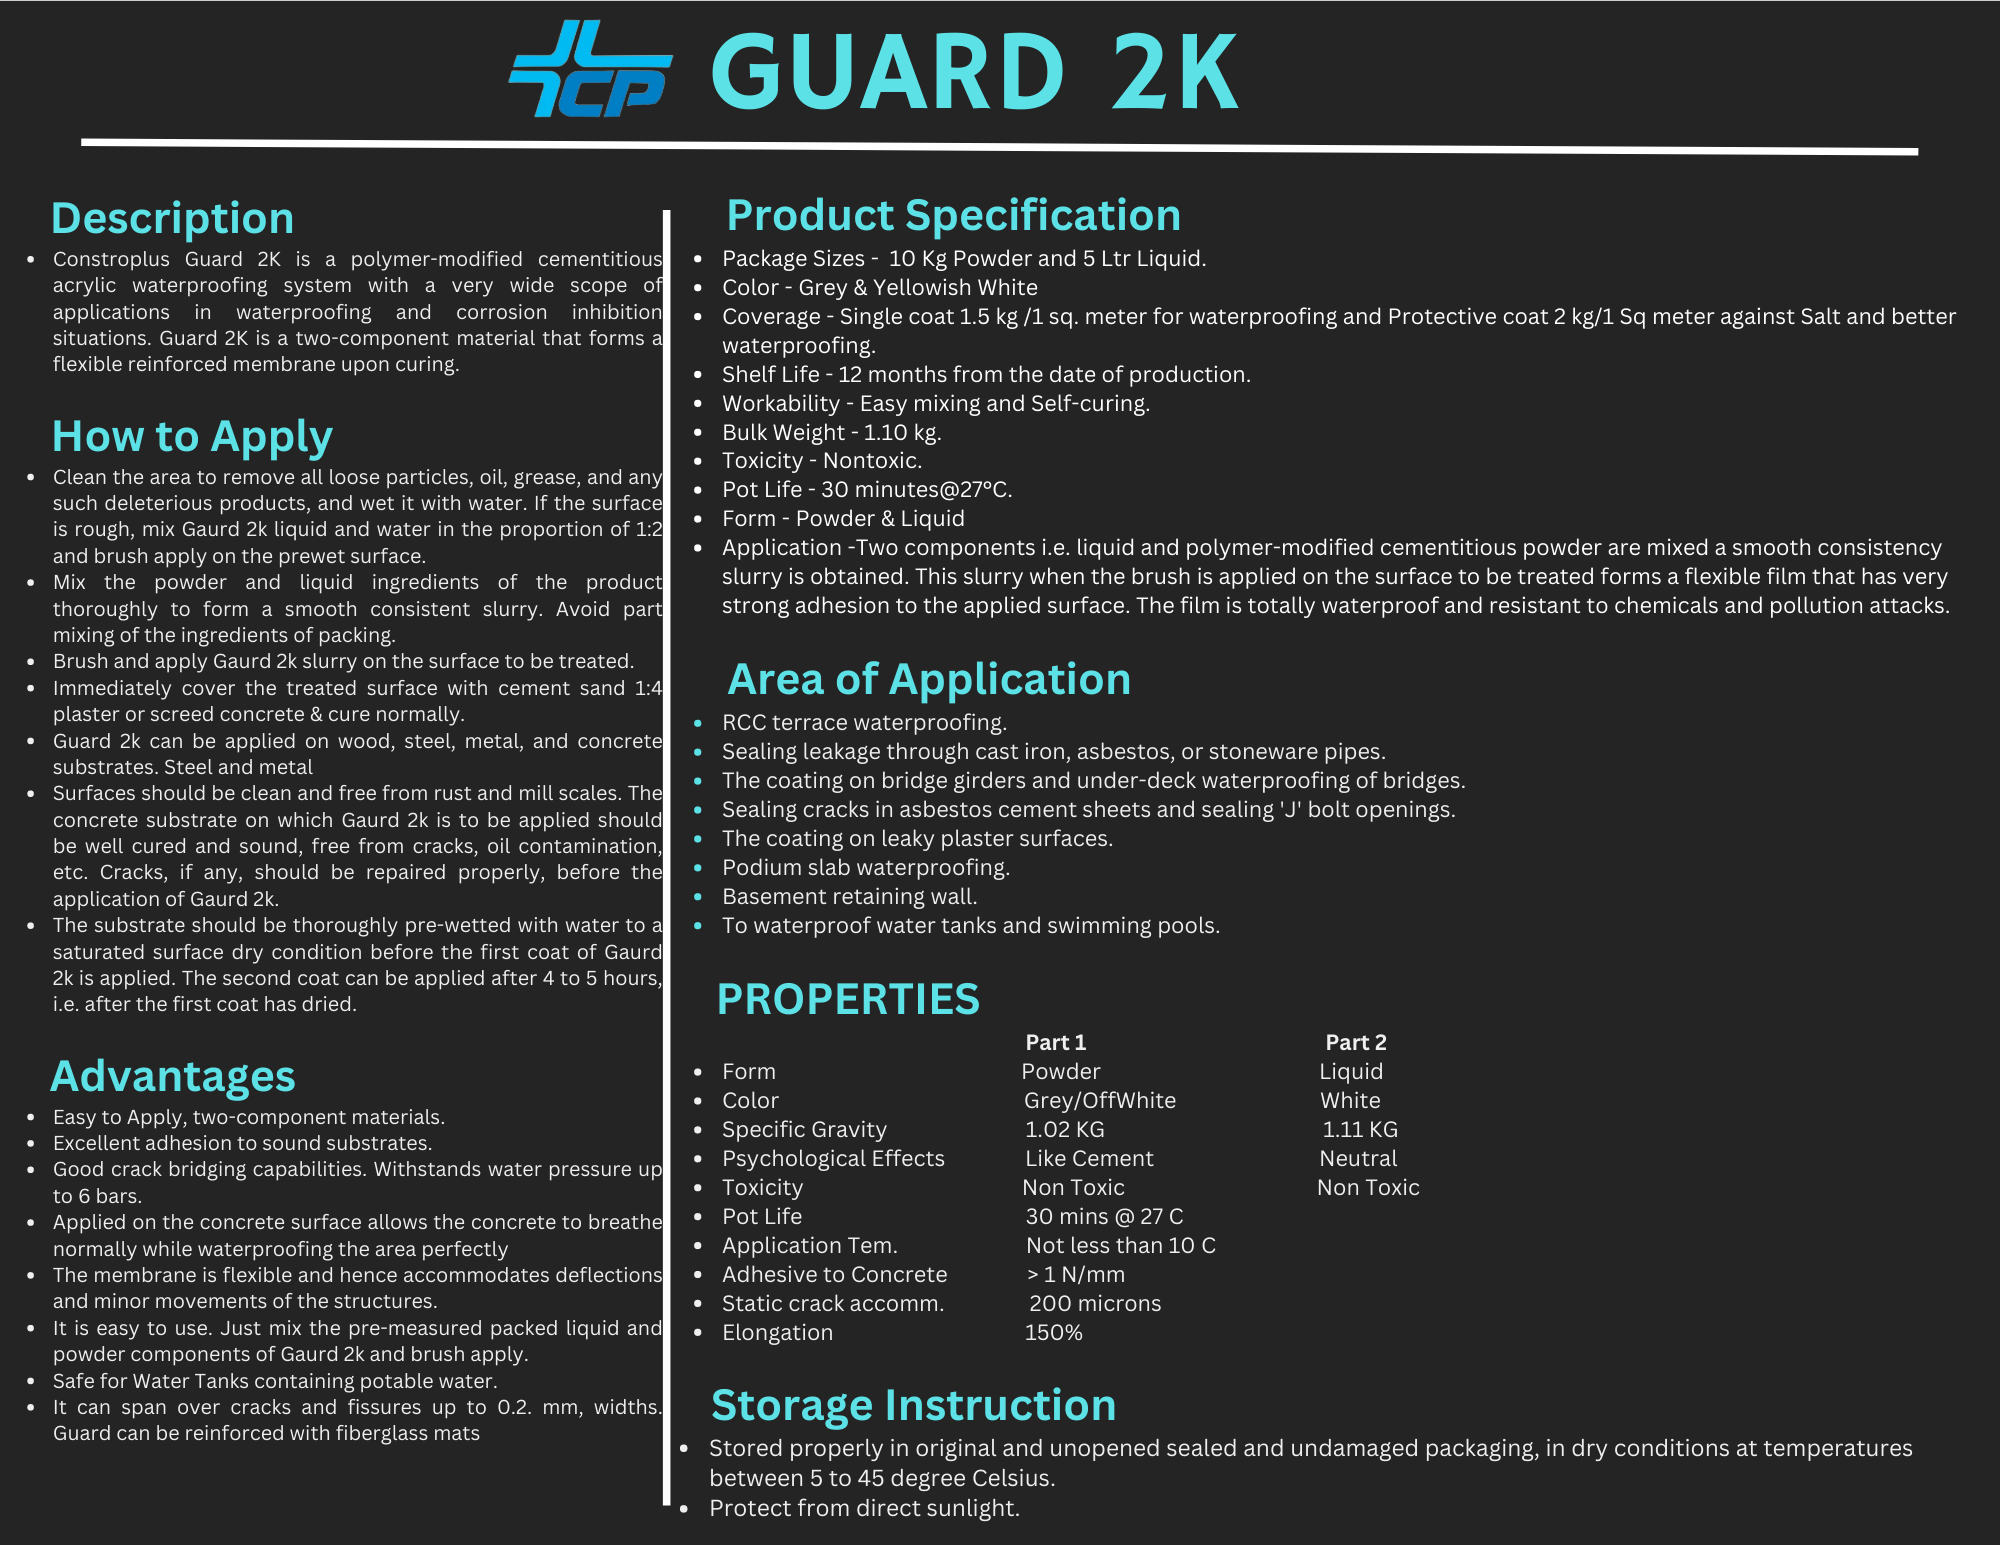 TCP GUARD 2K
Description
• Constroplus Guard 2K is a polymer-modified cementitious
acrylic waterproofing system with a very wide scope of
applications in waterproofing and corrosion inhibition
situations. Guard 2K is a two-component material that forms a
flexible reinforced membrane upon curing.
How to Apply
• Clean the area to remove all loose particles, oil, grease, and any
such deleterious products, and wet it with water. If the surface
is rough, mix Gaurd 2k liquid and water in the proportion of 1:2
and brush apply on the prewet surface.
• Mix the powder and liquid ingredients of the product
thoroughly to form a smooth consistent slurry. Avoid part
mixing of the ingredients of packing.
• Brush and apply Gaurd 2k slurry on the surface to be treated.
• Immediately cover the treated surface with cement sand 1:4
plaster or screed concrete & cure normally.
• Guard 2k can be applied on wood, steel, metal, and concrete
substrates. Steel and metal
• Surfaces should be clean and free from rust and mill scales. The
concrete substrate on which Gaurd 2k is to be applied should
be well cured and sound, free from cracks, oil contamination,
etc. Cracks, if any, should be repaired properly, before the
application of Gaurd 2k.
• The substrate should be thoroughly pre-wetted with water to a
saturated surface dry condition before the first coat of Gaurd
2k is applied. The second coat can be applied after 4 to 5 hours,
i.e. after the first coat has dried.
Advantages
• Easy to Apply, two-component materials.
• Excellent adhesion to sound substrates.
• Good crack bridging capabilities. Withstands water pressure up
to 6 bars.
• Applied on the concrete surface allows the concrete to breathe
normally while waterproofing the area perfectly
• The membrane is flexible and hence accommodates deflections
and minor movements of the structures.
• It is easy to use. Just mix the pre-measured packed liquid and
powder components of Gaurd 2k and brush apply.
• Safe for Water Tanks containing potable water.
• It can span over cracks and fissures up to 0.2. mm, widths.
Guard can be reinforced with fiberglass mats
Product Specification
• Package Sizes - 10 Kg Powder and 5 Ltr Liquid.
• Color - Grey & Yellowish White
• Coverage - Single coat 1.5 kg /1 sq. meter for waterproofing and Protective coat 2 kg/1 Sq meter against Salt and better
waterproofing.
• Shelf Life - 12 months from the date of production.
• Workability - Easy mixing and Self-curing.
• Bulk Weight - 1.10 kg.
• Toxicity - Nontoxic.
• Pot Life - 30 minutes@27°C.
• Form - Powder & Liquid
• Application -Two components i.e. liquid and polymer-modified cementitious powder are mixed a smooth consistency
slurry is obtained. This slurry when the brush is applied on the surface to be treated forms a flexible film that has very
strong adhesion to the applied surface. The film is totally waterproof and resistant to chemicals and pollution attacks.
Area of Application
• RCC terrace waterproofing.
• Sealing leakage through cast iron, asbestos, or stoneware pipes.
• The coating on bridge girders and under-deck waterproofing of bridges.
• Sealing cracks in asbestos cement sheets and sealing 'J' bolt openings.
• The coating on leaky plaster surfaces.
• Podium slab waterproofing.
• Basement retaining wall.
• To waterproof water tanks and swimming pools.
PROPERTIES
Part 1 Part 2
• Form Powder Liquid
• Color Grey/OffWhite White
• Specific Gravity 1.02 KG 1.11 KG
• Psychological Effects Like Cement Neutral
• Toxicity Non Toxic Non Toxic
• Pot Life 30 mins @ 27 C
• Application Tem. Not less than 10 C
• Adhesive to Concrete > 1 N/mm
• Static crack accomm. 200 microns
• Elongation 150%
Storage Instruction
• Stored properly in original and unopened sealed and undamaged packaging, in dry conditions at temperatures
between 5 to 45 degree Celsius.
• Protect from direct sunlight.